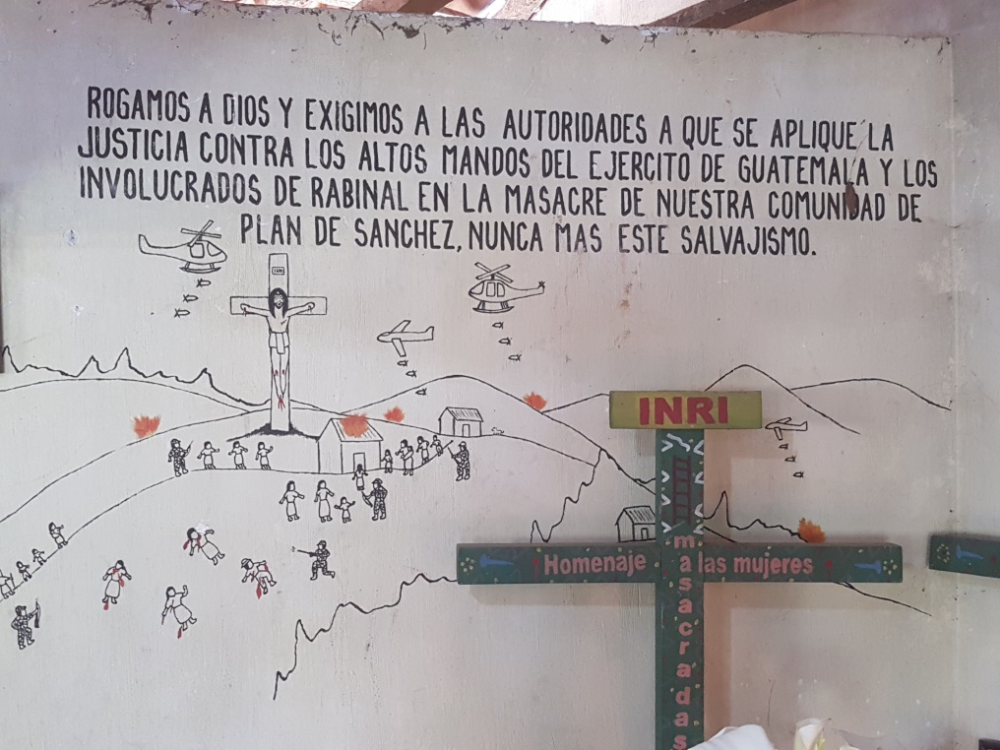 ROGAMOS A DIOS Y EXIGIMOS A LAS AUTORIDADES A QUE SE APLIQUE LA
JUSTICIA CONTRA LOS ALTOS MANDOS DEL EJERCITO DE GUATEMALA Y LOS
INVOLUCRADOS DE RABINAL EN LA MASACRE DE NUESTRA COMUNIDAD DE
PLAN DE SANCHEZ, NUNCA MAS ESTE SALVAJISMO.
INRI
INRI
Homenaje a las mujeres
masacradas